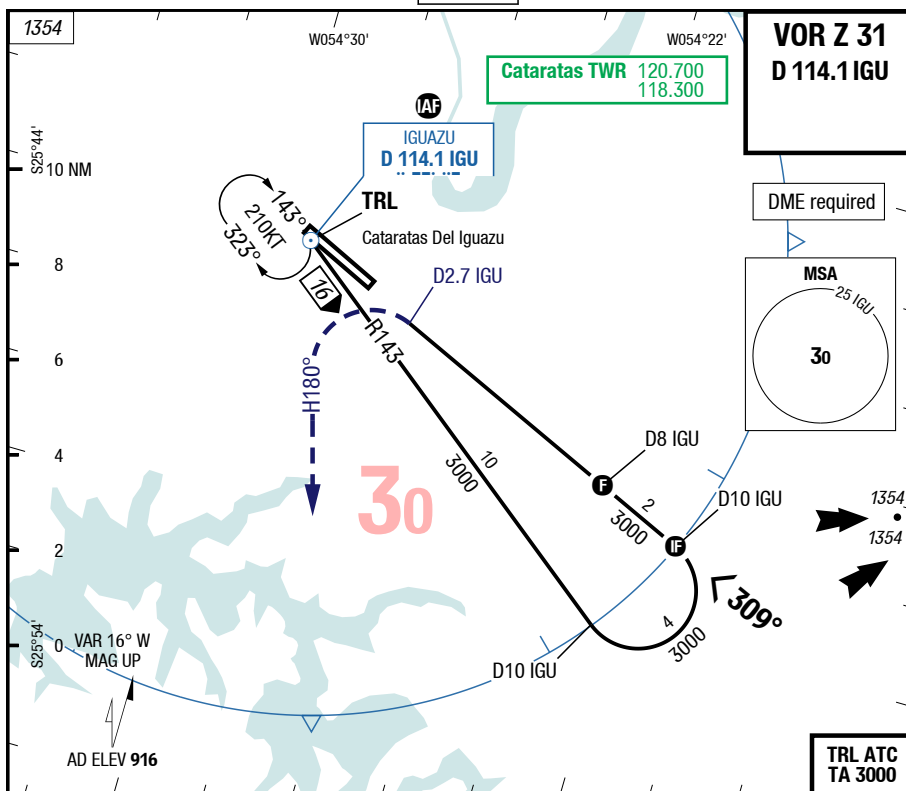 1354
W054°30'
W054°22'
VOR Z 31
D 114.1 IGU
Cataratas TWR 120.700
118.300
IAF
IGUAZU
D 114.1 IGU
S25°44'
10 NM
DME required
TRL
143°
210KT
323°
Cataratas Del Iguazu
8
D2.7 IGU
MSA
25 IGU
30
16
R143
6
H180°
D8 IGU
4
10
3000
30
F
2
3000
D10 IGU
1354
1354
2
IF
309°
4
3000
S25°54'
0
VAR 16° W
MAG UP
D10 IGU
AD ELEV 916
TRL ATC
TA 3000